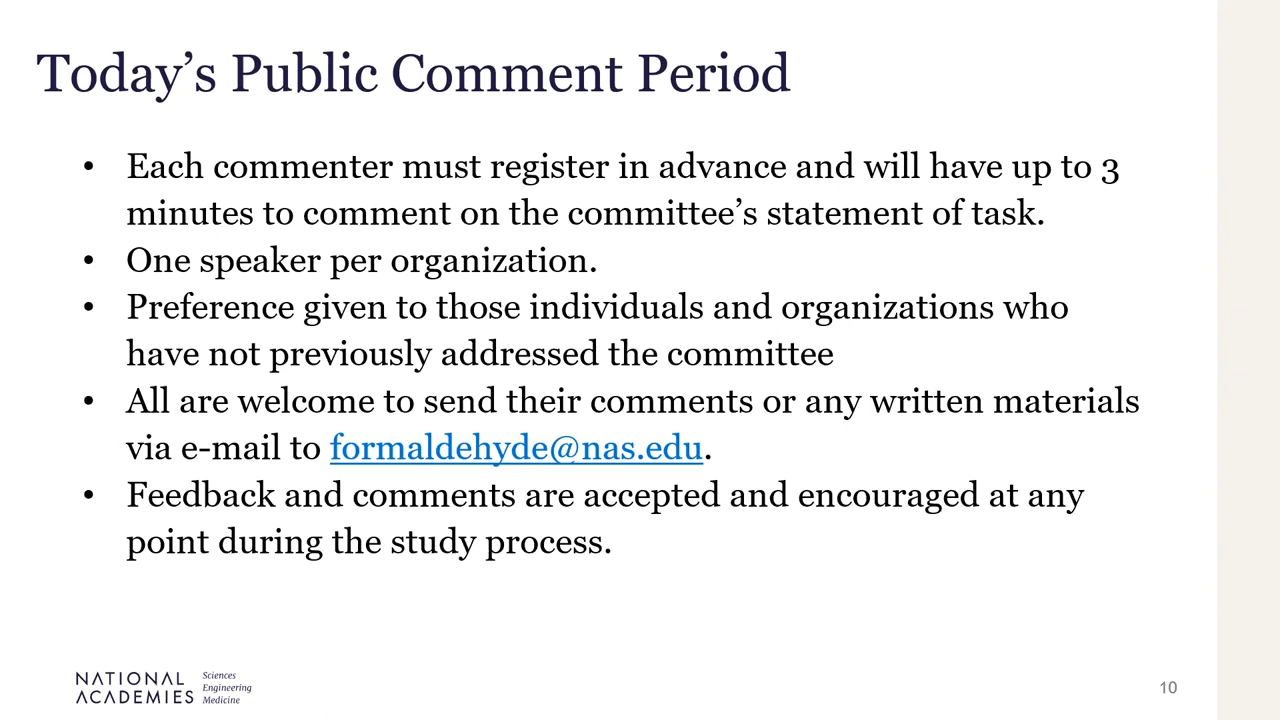 Today’s Public Comment Period
• Each commenter must register in advance and will have up to 3
minutes to comment on the committee’s statement of task.
• One speaker per organization.
• Preference given to those individuals and organizations who
have not previously addressed the committee
• All are welcome to send their comments or any written materials
via e-mail to formaldehyde@nas.edu.
• Feedback and comments are accepted and encouraged at any
point during the study process.
NATIONAL
ACADEMIES
Sciences
Engineering
Medicine
10